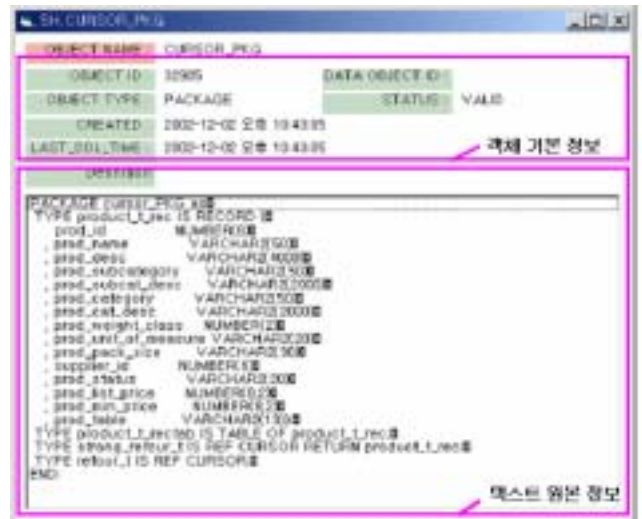 SH.CURSOR_PKG
OBJECT NAME CURSOR_PKG
OBJECT ID DATA OBJECT ID
OBJECT TYPE PACKAGE STATUS VALID
CREATED 2002-12-02 오후 10:43:05
LAST_DDL_TIME 2002-12-02 오후 10:43:05
객체 기본 정보
PACKAGE cursor_PKG as
TYPE product_t_rec IS RECORD (
prod_id NUMBER(6)
, prod_name VARCHAR2(50)
, prod_desc VARCHAR2(4000)
, prod_subcategory VARCHAR2(50)
, prod_subcat_desc VARCHAR2(2000)
, prod_category VARCHAR2(50)
, prod_cat_desc VARCHAR2(2000)
, prod_weight_class NUMBER(2)
, prod_unit_of_measure VARCHAR2(20)
, prod_pack_size VARCHAR2(30)
, supplier_id NUMBER(6)
, prod_status VARCHAR2(20)
, prod_list_price NUMBER(8,2)
, prod_min_price NUMBER(8,2)
, prod_table VARCHAR2(13))
TYPE product_t_rectab IS TABLE OF product_t_rec;
TYPE strong_refcur_t IS REF CURSOR RETURN product_t_rec;
TYPE refcur_t IS REF CURSOR;
END;
텍스트 원본 정보